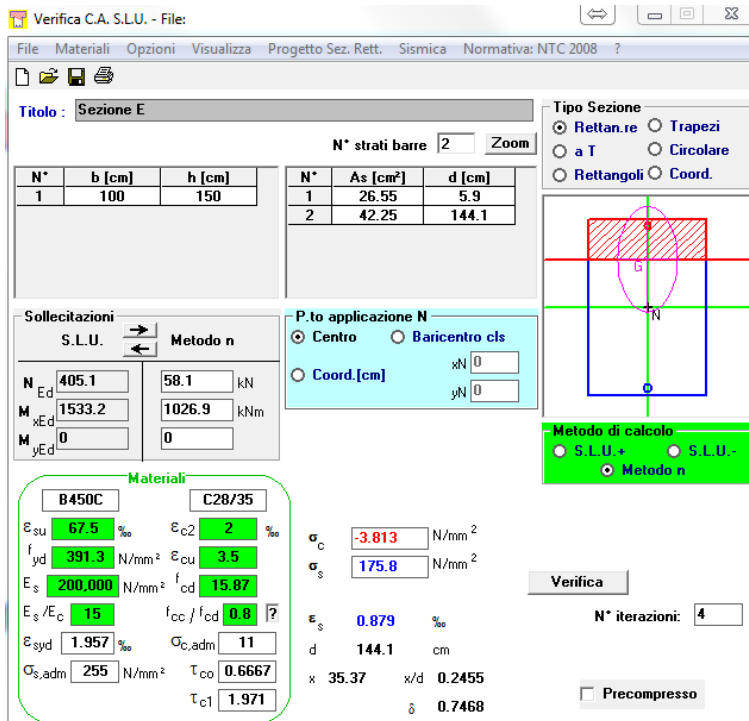 Verifica C.A. S.L.U. - File:
File Materiali Opzioni Visualizza Progetto Sez. Rett. Sismica Normativa: NTC 2008 ?
Titolo : Sezione E
N° strati barre 2 Zoom
N° b [cm] h [cm]
1 100 150
N° As [cm²] d [cm]
1 26.55 5.9
2 42.25 144.1
Tipo Sezione
Rettan.re Trapezi
a T Circolare
Rettangoli Coord.
G
N
Sollecitazioni
S.L.U. Metodo n
N Ed 405.1 58.1 kN
M xEd 1533.2 1026.9 kNm
M yEd 0 0
P.to applicazione N
Centro Baricentro cls
Coord.[cm]
xN 0
yN 0
Metodo di calcolo
S.L.U.+ S.L.U.-
Metodo n
Materiali
B450C C28/35
εsu 67.5 ‰ εc2 2 ‰
fyd 391.3 N/mm² εcu 3.5
Es 200,000 N/mm² fcd 15.87
Es/Ec 15 fcc / fcd 0.8 ?
εsyd 1.957 ‰ σc,adm 11
σs,adm 255 N/mm² τco 0.6667
τc1 1.971
σc -3.813 N/mm²
σs 175.8 N/mm²
εs 0.879 ‰
d 144.1 cm
x 35.37 x/d 0.2455
δ 0.7468
Verifica
N° iterazioni: 4
Precompresso